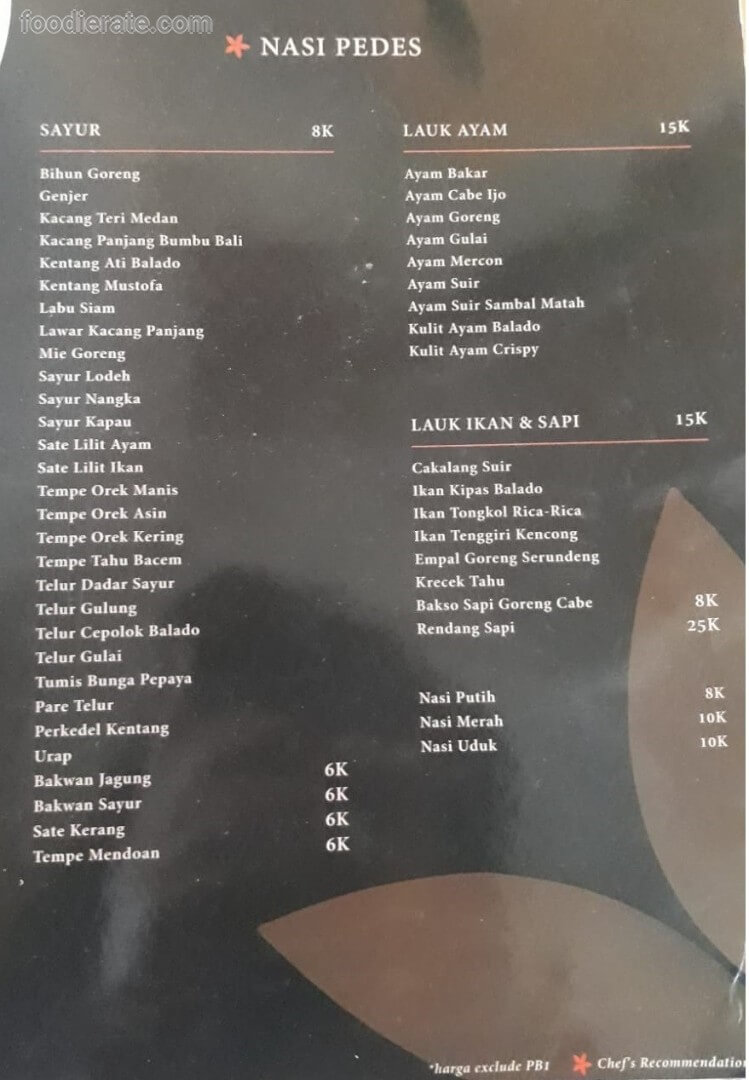 foodierate.com
NASI PEDES
SAYUR 8K
Bihun Goreng
Genjer
Kacang Teri Medan
Kacang Panjang Bumbu Bali
Kentang Ati Balado
Kentang Mustofa
Labu Siam
Lawar Kacang Panjang
Mie Goreng
Sayur Lodeh
Sayur Nangka
Sayur Kapau
Sate Lilit Ayam
Sate Lilit Ikan
Tempe Orek Manis
Tempe Orek Asin
Tempe Orek Kering
Tempe Tahu Bacem
Telur Dadar Sayur
Telur Gulung
Telur Cepolok Balado
Telur Gulai
Tumis Bunga Pepaya
Pare Telur
Perkedel Kentang
Urap
Bakwan Jagung 6K
Bakwan Sayur 6K
Sate Kerang 6K
Tempe Mendoan 6K
LAUK AYAM 15K
Ayam Bakar
Ayam Cabe Ijo
Ayam Goreng
Ayam Gulai
Ayam Mercon
Ayam Suir
Ayam Suir Sambal Matah
Kulit Ayam Balado
Kulit Ayam Crispy
LAUK IKAN & SAPI 15K
Cakalang Suir
Ikan Kipas Balado
Ikan Tongkol Rica-Rica
Ikan Tenggiri Kencong
Empal Goreng Serundeng
Krecek Tahu
Bakso Sapi Goreng Cabe 8K
Rendang Sapi 25K
Nasi Putih 8K
Nasi Merah 10K
Nasi Uduk 10K
*harga exclude PB1 Chef's Recommendation